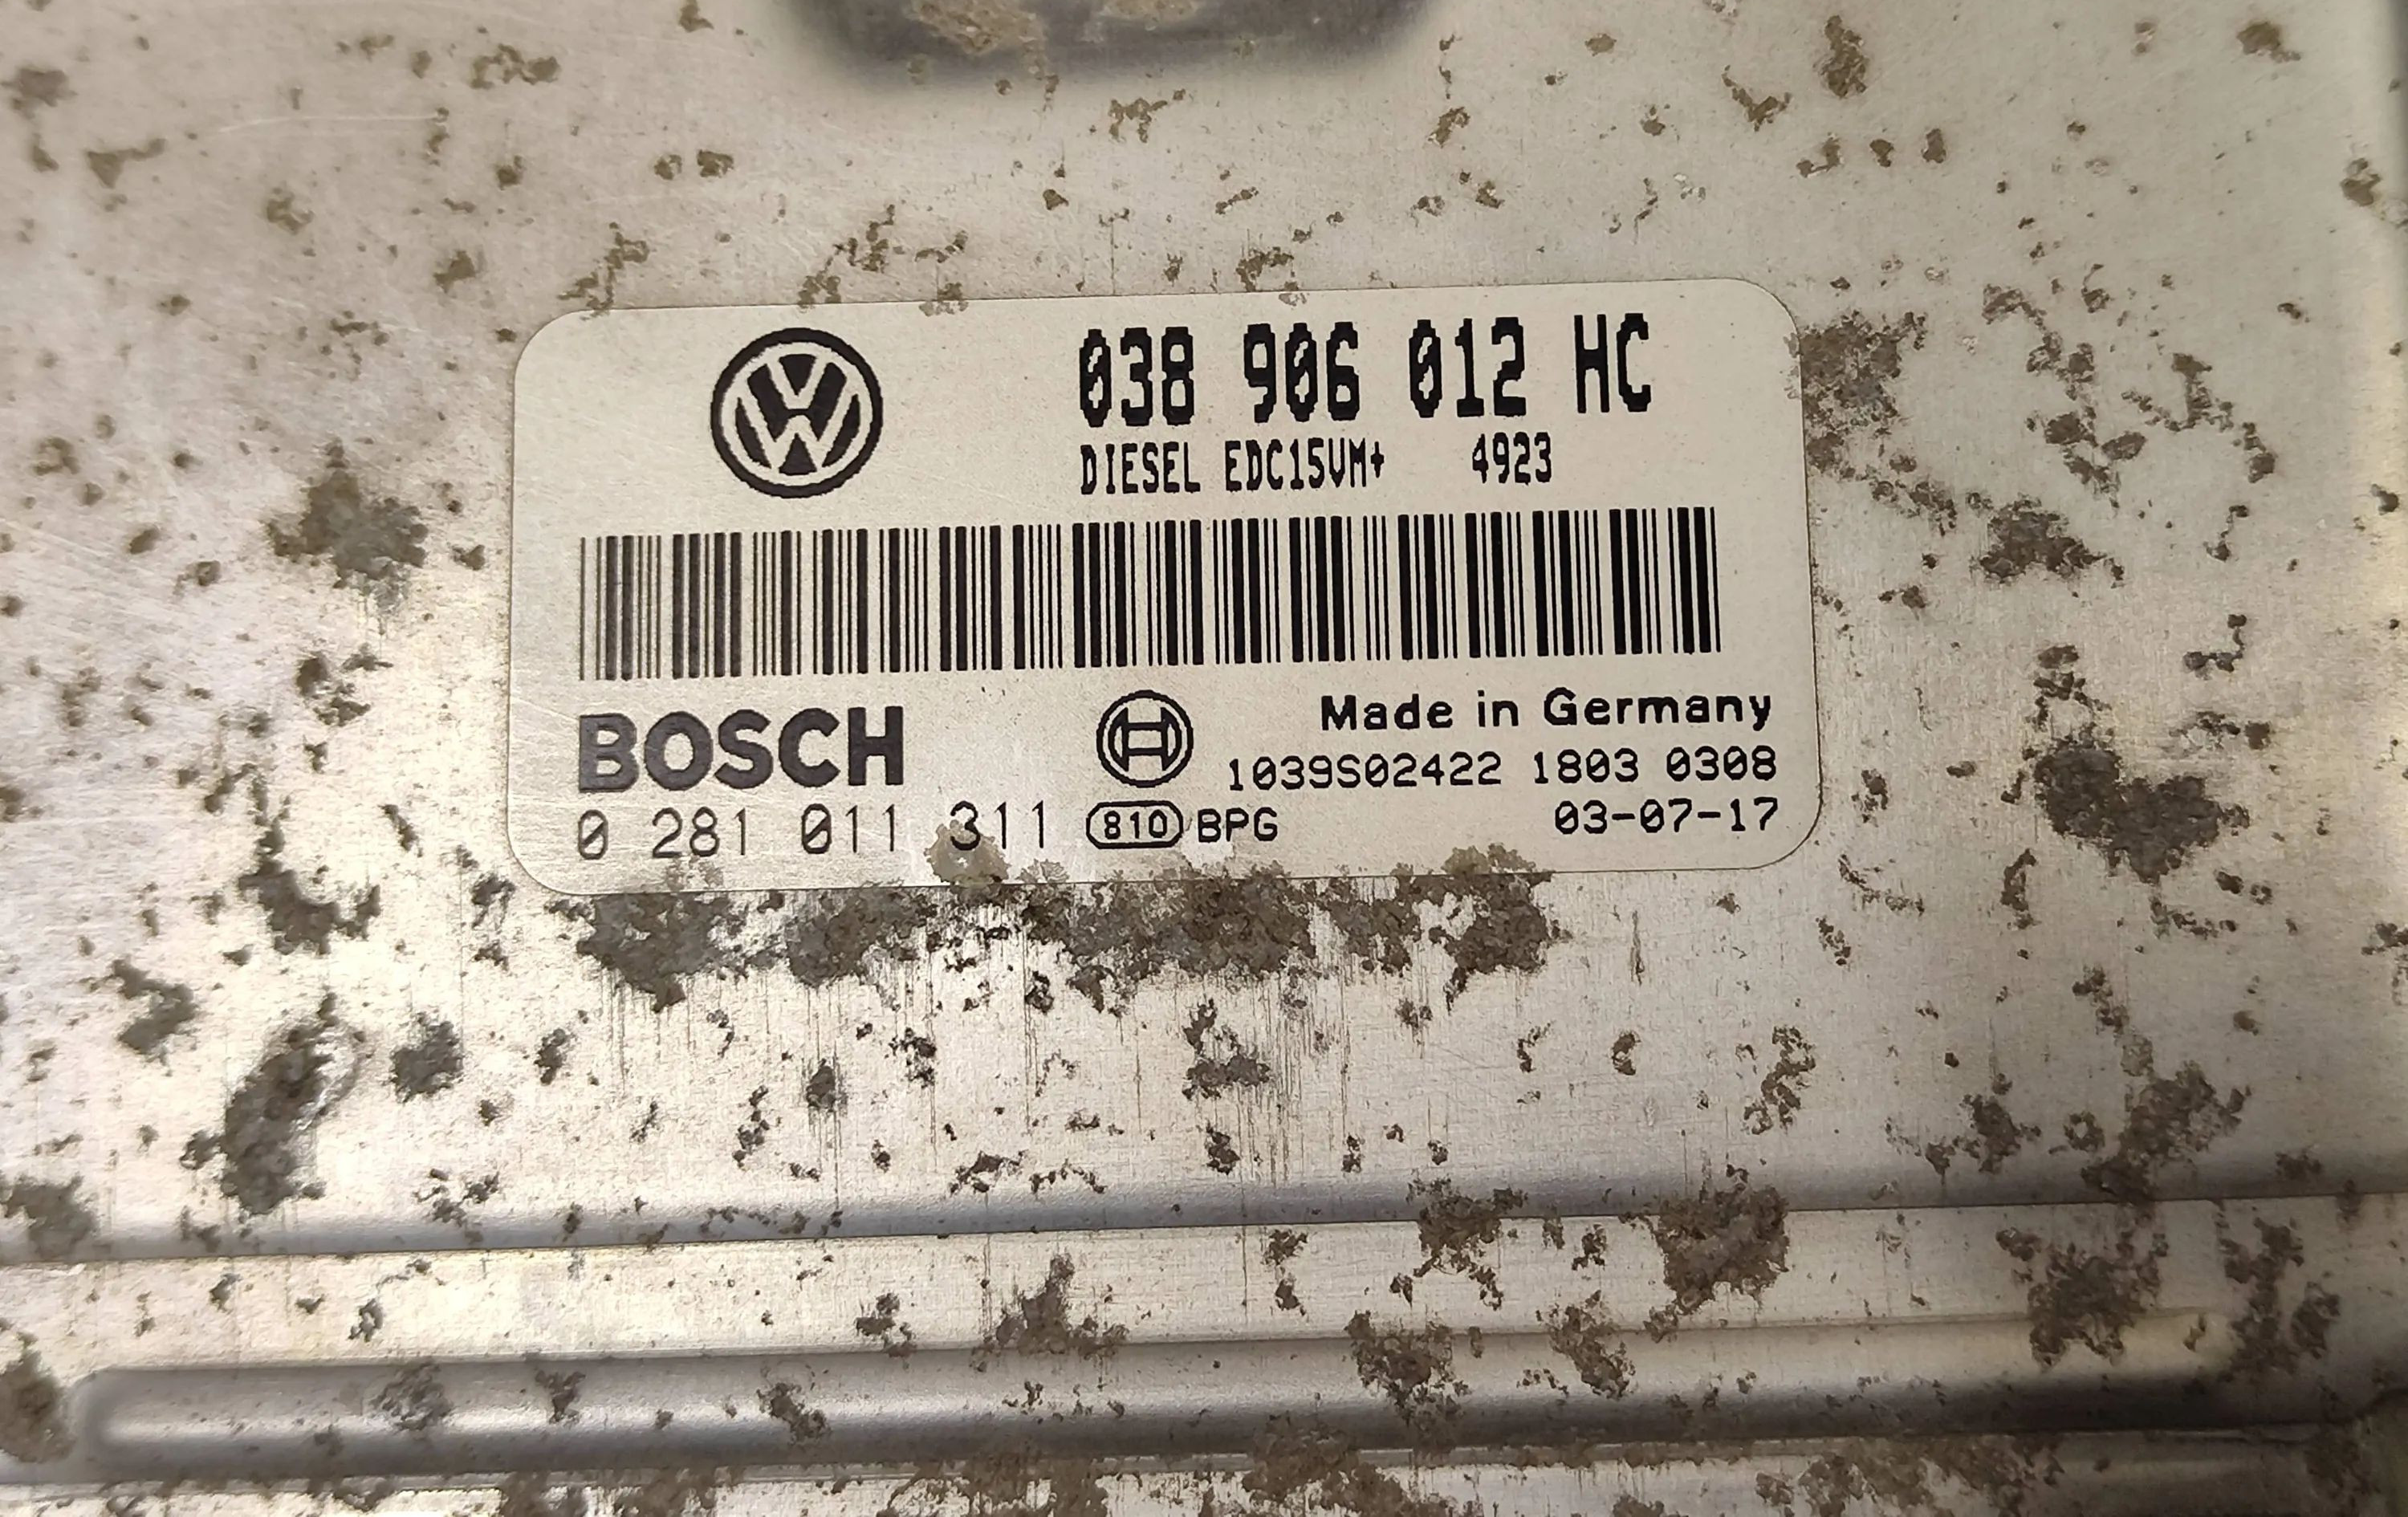 038 906 012 HC
DIESEL EDC15VM+ 4923
BOSCH
Made in Germany
1039S02422 1803 0308
0 281 011 311 810 BPG 03-07-17